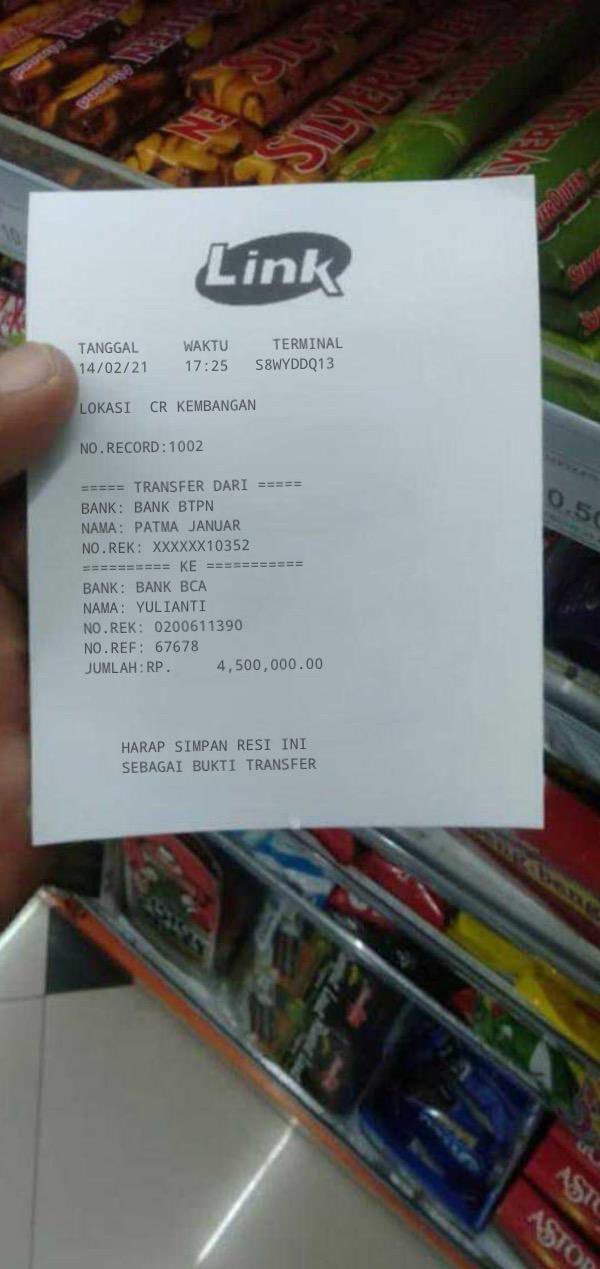 SILVERQUEEN
SILVERQUEEN
Link
TANGGAL WAKTU TERMINAL
14/02/21 17:25 S8WYDDQ13
LOKASI CR KEMBANGAN
NO.RECORD:1002
===== TRANSFER DARI =====
BANK: BANK BTPN
NAMA: PATMA JANUAR
NO.REK: XXXXXX10352
========== KE ===========
BANK: BANK BCA
NAMA: YULIANTI
NO.REK: 0200611390
NO.REF: 67678
JUMLAH:RP. 4,500,000.00
HARAP SIMPAN RESI INI
SEBAGAI BUKTI TRANSFER